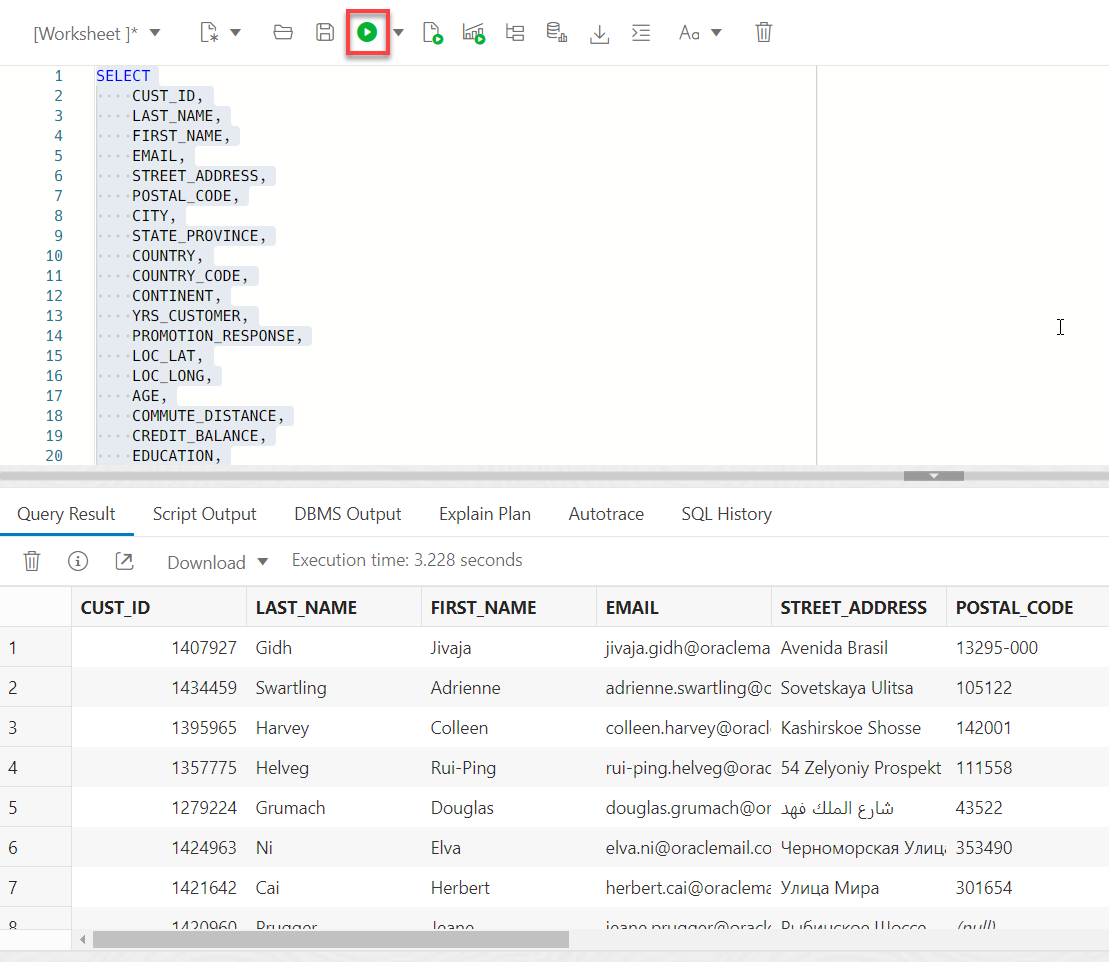 [Worksheet ]*
Aa
1 SELECT
2 CUST_ID,
3 LAST_NAME,
4 FIRST_NAME,
5 EMAIL,
6 STREET_ADDRESS,
7 POSTAL_CODE,
8 CITY,
9 STATE_PROVINCE,
10 COUNTRY,
11 COUNTRY_CODE,
12 CONTINENT,
13 YRS_CUSTOMER,
14 PROMOTION_RESPONSE,
15 LOC_LAT,
16 LOC_LONG,
17 AGE,
18 COMMUTE_DISTANCE,
19 CREDIT_BALANCE,
20 EDUCATION,
Query Result Script Output DBMS Output Explain Plan Autotrace SQL History
Download Execution time: 3.228 seconds
CUST_ID LAST_NAME FIRST_NAME EMAIL STREET_ADDRESS POSTAL_CODE
1 1407927 Gidh Jivaja jivaja.gidh@oraclema Avenida Brasil 13295-000
2 1434459 Swartling Adrienne adrienne.swartling@c Sovetskaya Ulitsa 105122
3 1395965 Harvey Colleen colleen.harvey@oracl Kashirskoe Shosse 142001
4 1357775 Helveg Rui-Ping rui-ping.helveg@orac 54 Zelyoniy Prospekt 111558
5 1279224 Grumach Douglas douglas.grumach@or شارع الملك فهد 43522
6 1424963 Ni Elva elva.ni@oraclemail.co Черноморская Улица 353490
7 1421642 Cai Herbert herbert.cai@oraclema Улица Мира 301654
8 1420960 Prugger Jeane jeane.prugger@oracl Рыбинское Шоссе (null)